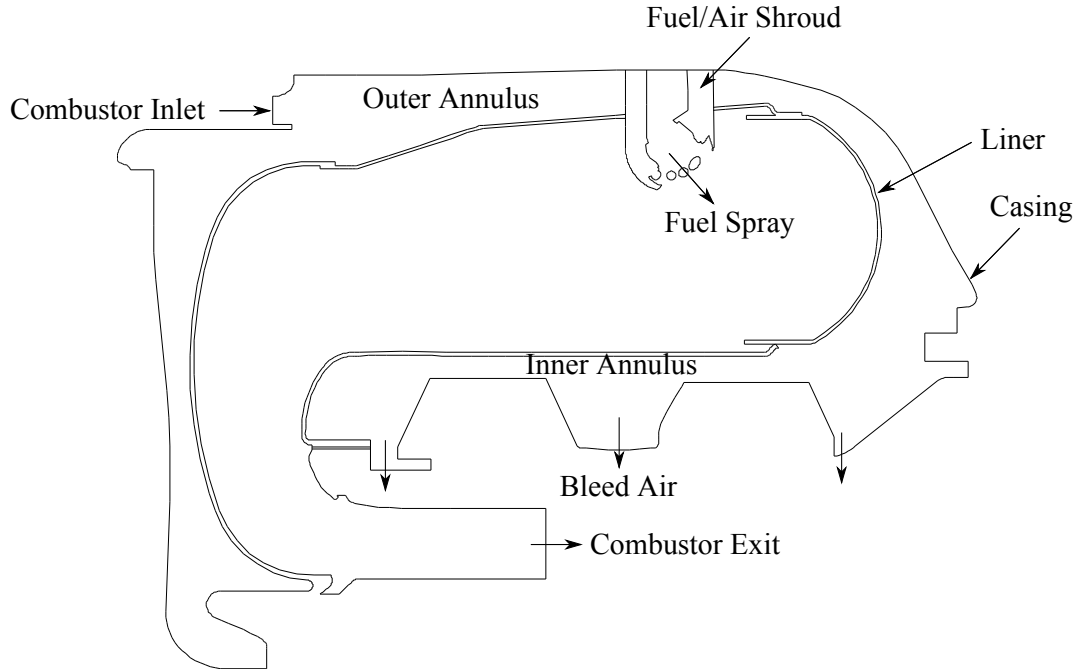 Fuel/Air Shroud
Combustor Inlet
Outer Annulus
Liner
Casing
Fuel Spray
Inner Annulus
Bleed Air
Combustor Exit